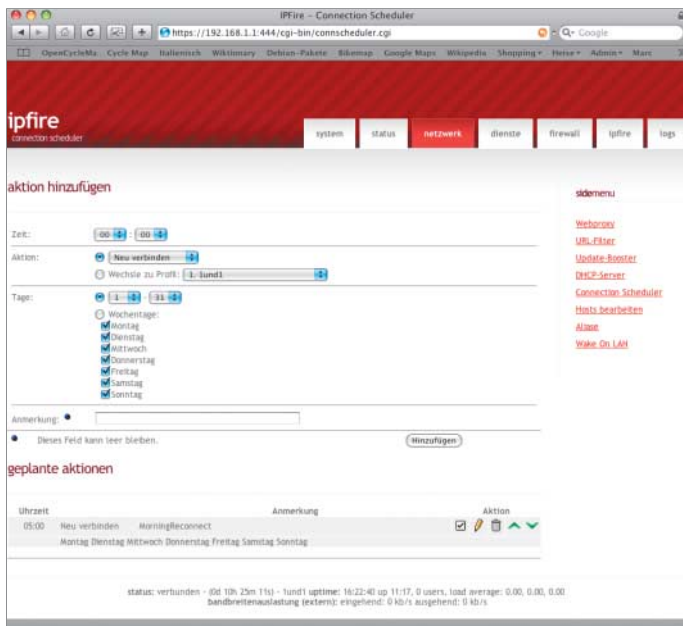 IPFire – Connection Scheduler
https://192.168.1.1:444/cgi-bin/connscheduler.cgi
Google
OpenCycleMa Cycle Map Italienisch Wiktionary Debian-Pakete Bikemap Google Maps Wikipedia Shopping Heise Admin Marc
ipfire
connection scheduler
system status netzwerk dienste firewall ipfire logs
aktion hinzufügen
Zeit: 00 : 00
Aktion: Neu verbinden
Wechsle zu Profil: 1. 1und1
Tage: 1 - 31
Wochentage:
Montag
Dienstag
Mittwoch
Donnerstag
Freitag
Samstag
Sonntag
Anmerkung:
Dieses Feld kann leer bleiben. Hinzufügen
sidemenu
Webproxy
URL-Filter
Update-Booster
DHCP-Server
Connection Scheduler
Hosts bearbeiten
Aliase
Wake On LAN
geplante aktionen
Uhrzeit Anmerkung Aktion
05:00 Neu verbinden MorningReconnect
Montag Dienstag Mittwoch Donnerstag Freitag Samstag Sonntag
status: verbunden - (0d 10h 25m 11s) - 1und1 uptime: 16:22:40 up 11:17, 0 users, load average: 0.00, 0.00, 0.00
bandbreitenauslastung (extern): eingehend: 0 kb/s ausgehend: 0 kb/s